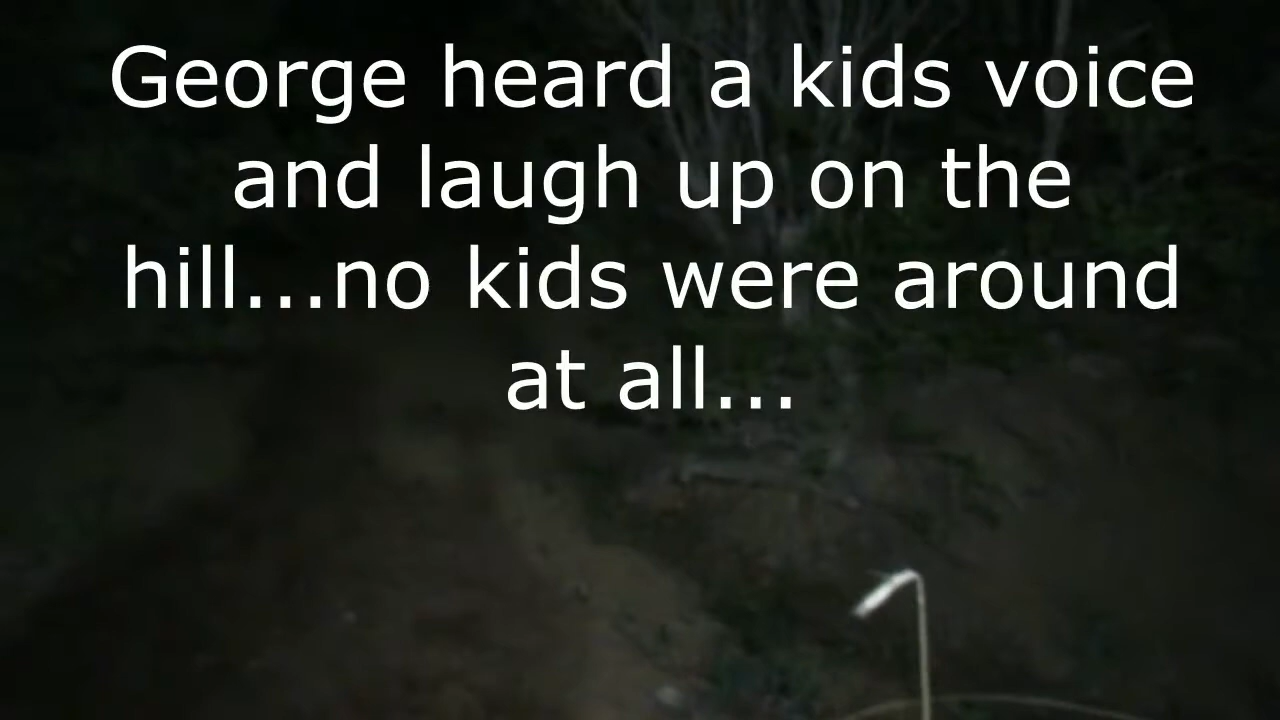 George heard a kids voice
and laugh up on the
hill...no kids were around
at all...